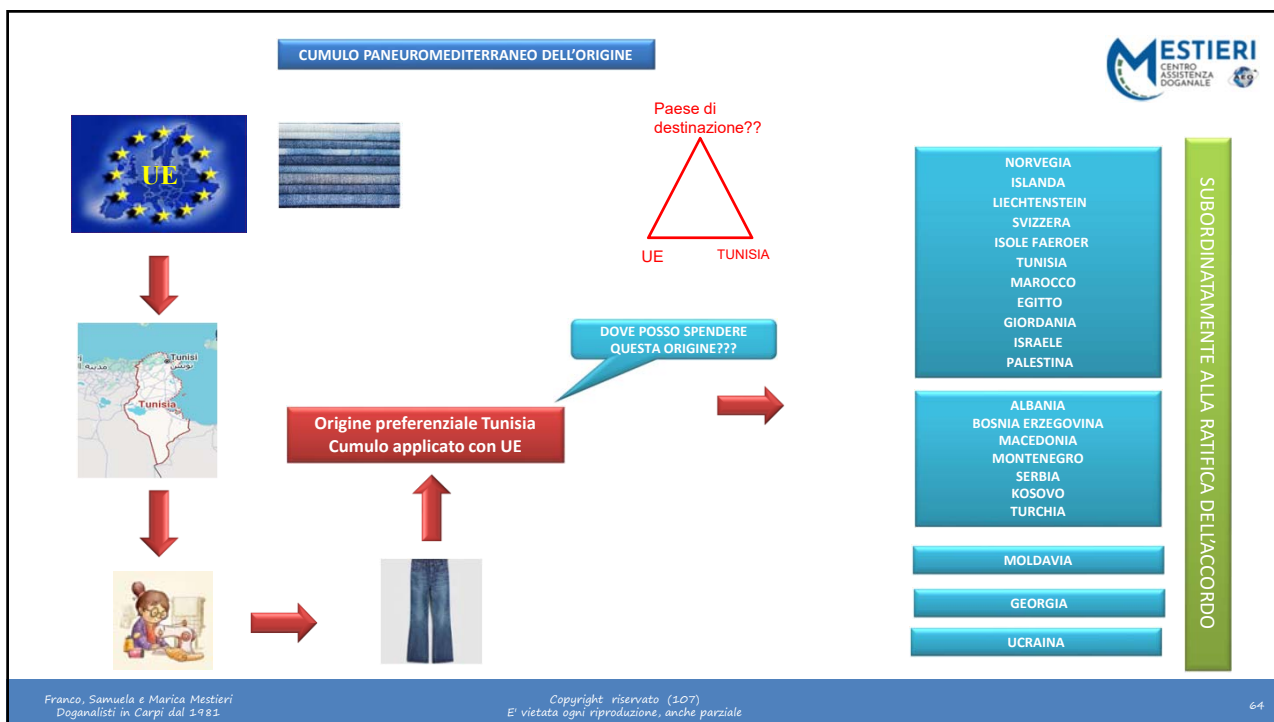 CUMULO PANEUROMEDITERRANEO DELL'ORIGINE
MESTIERI
CENTRO
ASSISTENZA
DOGANALE
AEO
UE
Paese di
destinazione??
UE
TUNISIA
Tunisi
تونس
Tunisia
DOVE POSSO SPENDERE
QUESTA ORIGINE???
Origine preferenziale Tunisia
Cumulo applicato con UE
NORVEGIA
ISLANDA
LIECHTENSTEIN
SVIZZERA
ISOLE FAEROER
TUNISIA
MAROCCO
EGITTO
GIORDANIA
ISRAELE
PALESTINA
ALBANIA
BOSNIA ERZEGOVINA
MACEDONIA
MONTENEGRO
SERBIA
KOSOVO
TURCHIA
MOLDAVIA
GEORGIA
UCRAINA
SUBORDINATAMENTE ALLA RATIFICA DELL'ACCORDO
Franco, Samuela e Marica Mestieri
Doganalisti in Carpi dal 1981
Copyright riservato (107)
E' vietata ogni riproduzione, anche parziale
64